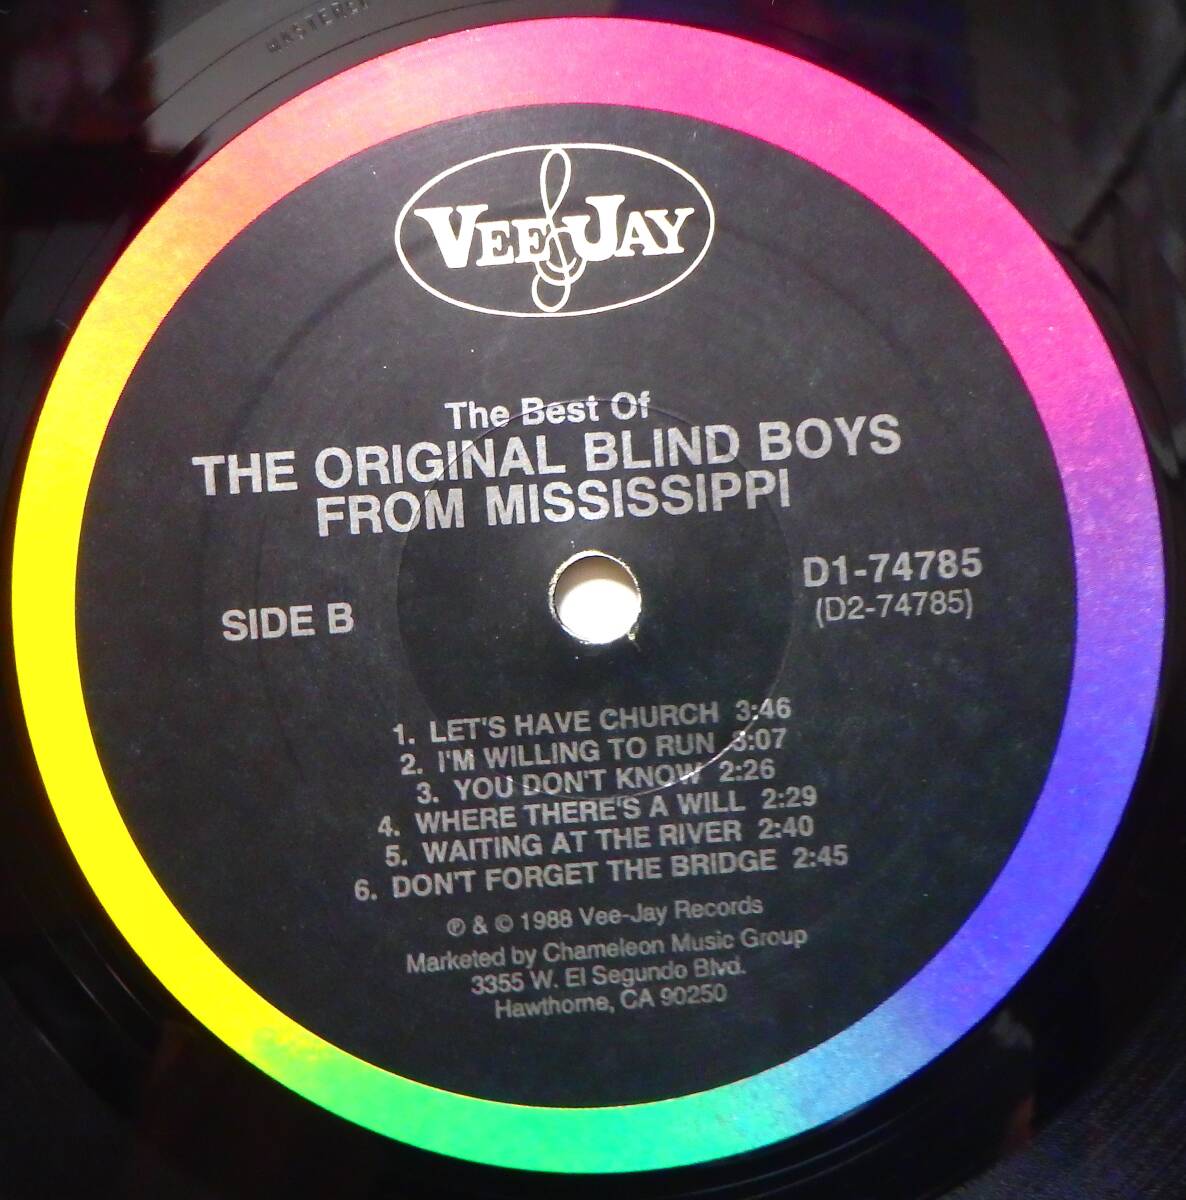 MASTERED
VEE JAY
The Best Of
THE ORIGINAL BLIND BOYS
FROM MISSISSIPPI
D1-74785
(D2-74785)
SIDE B
1. LET'S HAVE CHURCH 3:46
2. I'M WILLING TO RUN 3:07
3. YOU DON'T KNOW 2:26
4. WHERE THERE'S A WILL 2:29
5. WAITING AT THE RIVER 2:40
6. DON'T FORGET THE BRIDGE 2:45
℗ & © 1988 Vee-Jay Records
Marketed by Chameleon Music Group
3355 W. El Segundo Blvd.
Hawthorne, CA 90250